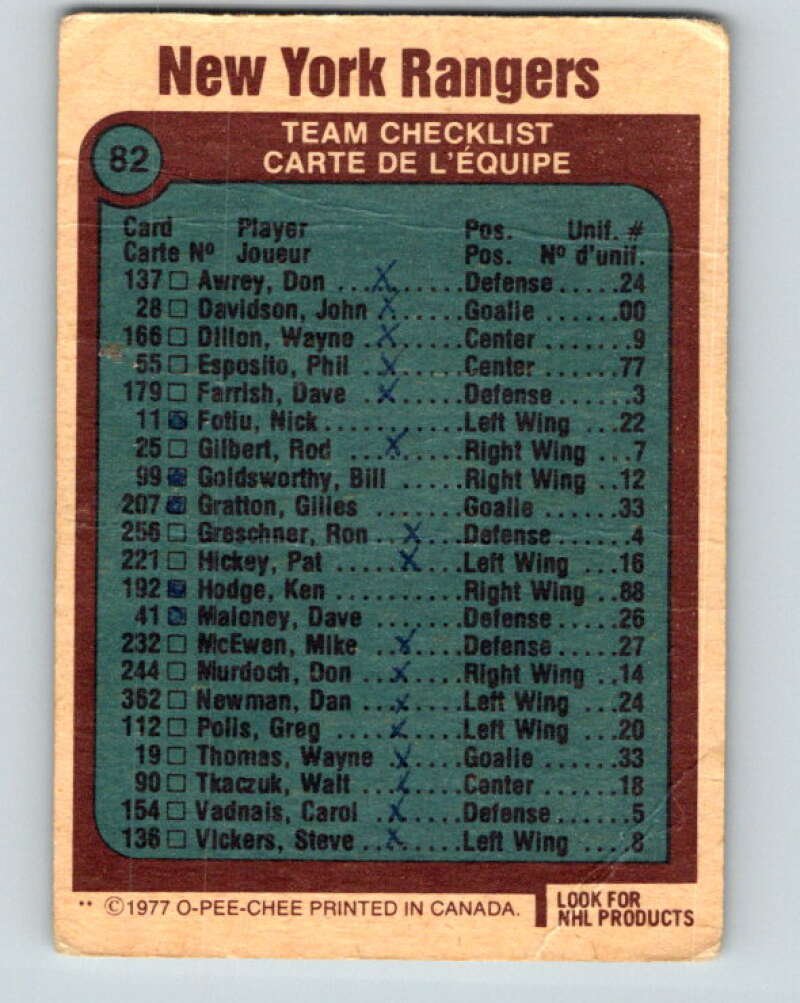 New York Rangers
82
TEAM CHECKLIST
CARTE DE L'ÉQUIPE
Card Player Pos. Unif. #
Carte Nº Joueur Pos. Nº d'unif.
137 □ Awrey, Don ...X.......Defense......24
28 □ Davidson, John X.......Goalie......00
166 □ Dillon, Wayne ..X.......Center.......9
55 □ Esposito, Phil ..X.......Center......77
179 □ Farrish, Dave ..X.......Defense.......3
11 ■ Fotiu, Nick............Left Wing ...22
25 □ Gilbert, Rod ...X......Right Wing ...7
99 ■ Goldsworthy, Bill ......Right Wing ..12
207 ■ Gratton, Gilles ........Goalie......33
256 □ Greschner, Ron ..X....Defense.......4
221 □ Hickey, Pat .....X....Left Wing ...16
192 ■ Hodge, Ken ..........Right Wing ..88
41 ■ Maloney, Dave ........Defense......26
232 □ McEwen, Mike ..X.....Defense......27
244 □ Murdoch, Don ..X.....Right Wing ..14
362 □ Newman, Dan ...X.....Left Wing ...24
112 □ Polis, Greg .....X.....Left Wing ...20
19 □ Thomas, Wayne .X.....Goalie......33
90 □ Tkaczuk, Walt ...X.....Center......18
154 □ Vadnais, Carol ..X.....Defense.......5
136 □ Vickers, Steve ..X.....Left Wing ....8
** ©1977 O-PEE-CHEE PRINTED IN CANADA.
LOOK FOR
NHL PRODUCTS